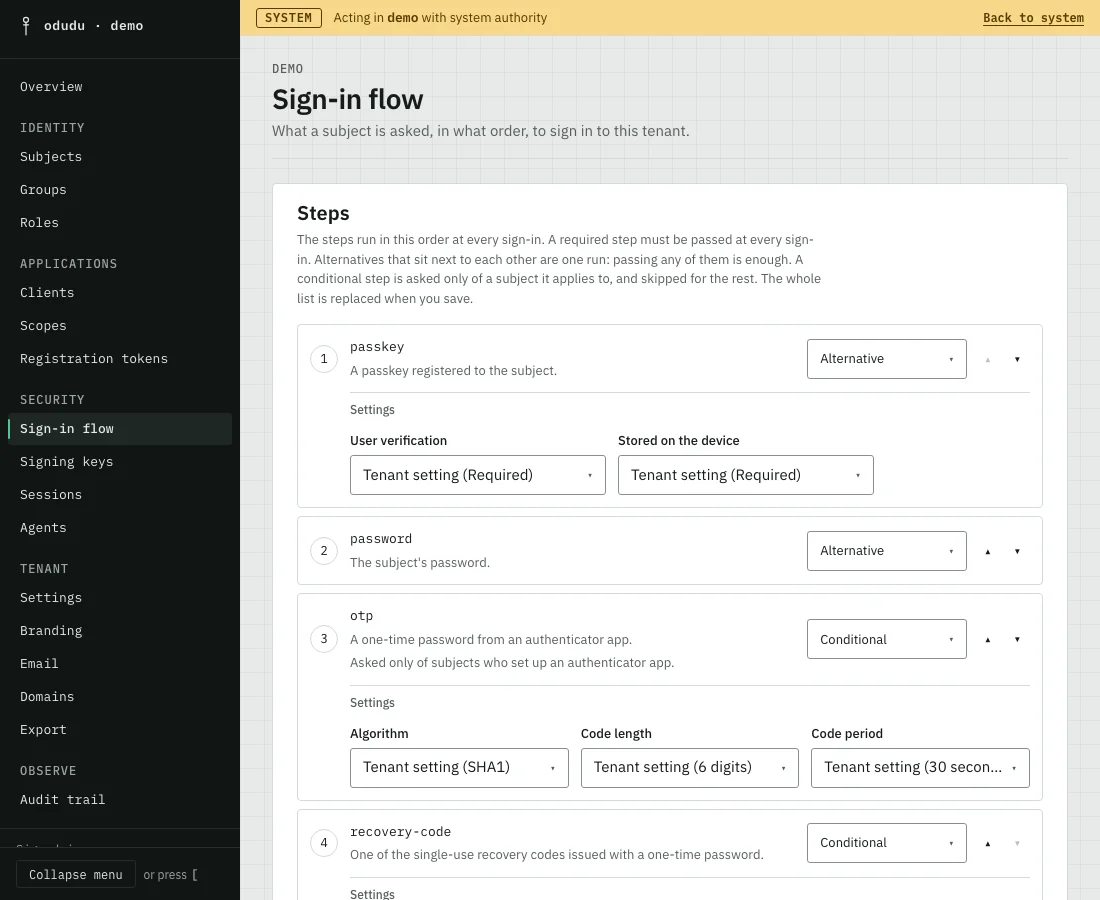 odudu · demo
SYSTEM
Acting in demo with system authority
Back to system
Overview
IDENTITY
Subjects
Groups
Roles
APPLICATIONS
Clients
Scopes
Registration tokens
SECURITY
Sign-in flow
Signing keys
Sessions
Agents
TENANT
Settings
Branding
Email
Domains
Export
OBSERVE
Audit trail
Collapse menu
or press [
DEMO
Sign-in flow
What a subject is asked, in what order, to sign in to this tenant.
Steps
The steps run in this order at every sign-in. A required step must be passed at every sign-
in. Alternatives that sit next to each other are one run: passing any of them is enough. A
conditional step is asked only of a subject it applies to, and skipped for the rest. The whole
list is replaced when you save.
1
passkey
A passkey registered to the subject.
Alternative
Settings
User verification
Stored on the device
Tenant setting (Required)
Tenant setting (Required)
2
password
The subject's password.
Alternative
3
otp
A one-time password from an authenticator app.
Asked only of subjects who set up an authenticator app.
Conditional
Settings
Algorithm
Code length
Code period
Tenant setting (SHA1)
Tenant setting (6 digits)
Tenant setting (30 secon...
4
recovery-code
One of the single-use recovery codes issued with a one-time password.
Conditional
Settings